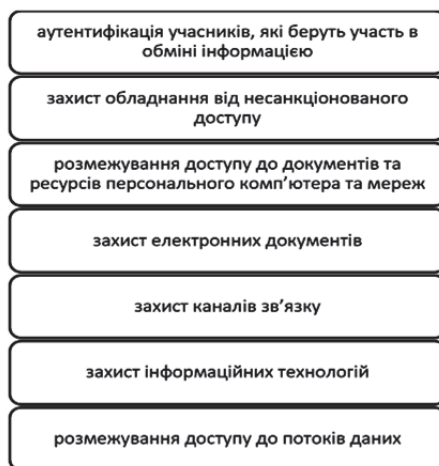 аутентифікація учасників, які беруть участь в
обміні інформацією
захист обладнання від несанкціонованого
доступу
розмежування доступу до документів та
ресурсів персонального комп’ютера та мереж
захист електронних документів
захист каналів зв’язку
захист інформаційних технологій
розмежування доступу до потоків даних